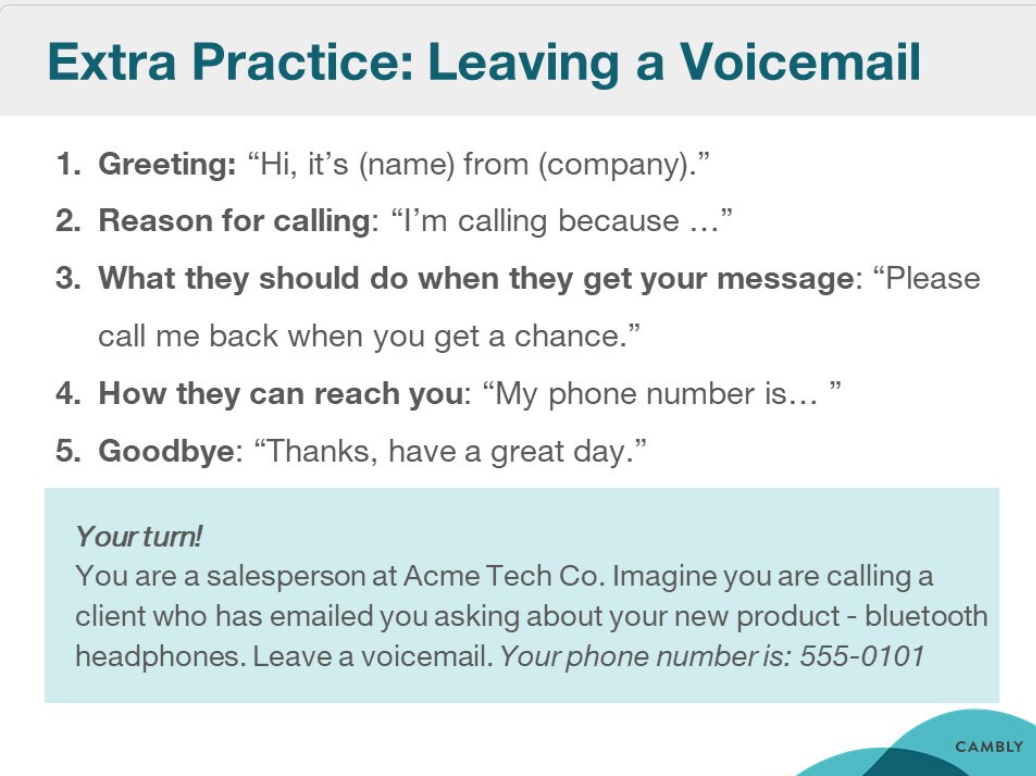 Extra Practice: Leaving a Voicemail
1. Greeting: “Hi, it’s (name) from (company).”
2. Reason for calling: “I’m calling because …”
3. What they should do when they get your message: “Please
call me back when you get a chance.”
4. How they can reach you: “My phone number is… ”
5. Goodbye: “Thanks, have a great day.”
Your turn!
You are a salesperson at Acme Tech Co. Imagine you are calling a
client who has emailed you asking about your new product - bluetooth
headphones. Leave a voicemail. Your phone number is: 555-0101
CAMBLY